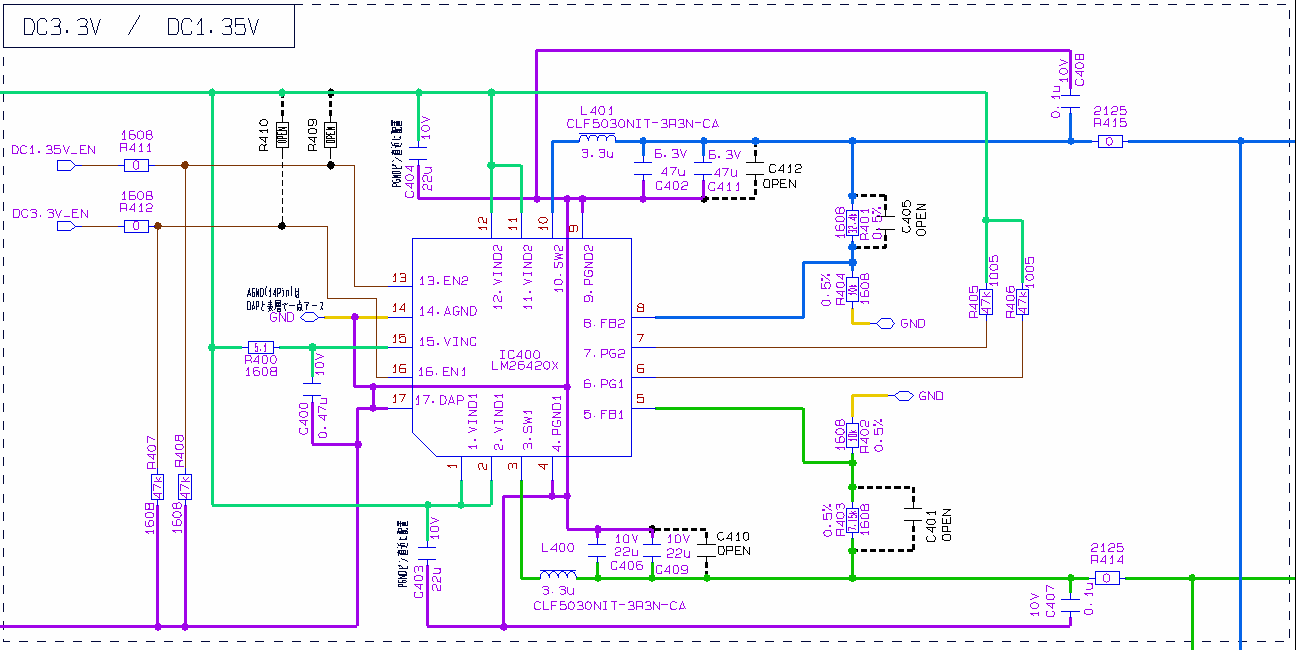 DC3.3V / DC1.35V
C408
10V
0.1u
2125
R415
0
L401
CLF5030NIT-3R3N-CA
3.3u
6.3V
47u
C402
6.3V
47u
C411
C412
OPEN
R410
OPEN
R409
OPEN
10V
C404
22u
DC1.35V_EN
1608
R411
0
DC3.3V_EN
1608
R412
0
12
11
10
9
1608
R401
0.5%
C405
OPEN
0.5%
R404
1608
GND
12.VIND2
11.VIND2
10.SW2
9.PGND2
13
13.EN2
14
14.AGND
15
15.VINC
16
16.EN1
17
17.DAP
IC400
LM26420X
8
8.FB2
7
7.PG2
6
6.PG1
5
5.FB1
GND
5.1
R400
1608
10V
C400
0.47u
R405
47k
1005
R406
47k
1005
GND
1608
R402
10k
0.5%
1.VIND1
2.VIND1
3.SW1
4.PGND1
1
2
3
4
R407
47k
1608
R408
47k
1608
0.5%
R403
1608
C401
OPEN
10V
C403
22u
L400
3.3u
CLF5030NIT-3R3N-CA
10V
22u
C406
10V
22u
C409
C410
OPEN
2125
R414
0
10V
C407
0.1u